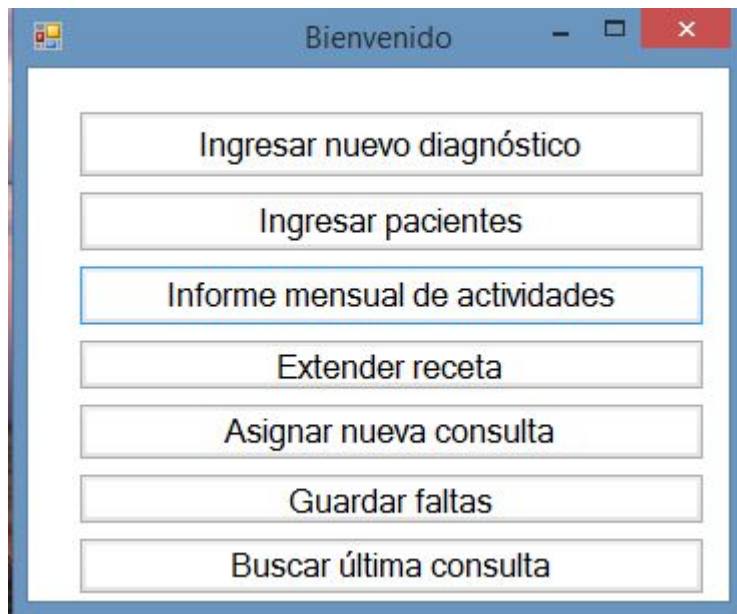 Bienvenido
Ingresar nuevo diagnóstico
Ingresar pacientes
Informe mensual de actividades
Extender receta
Asignar nueva consulta
Guardar faltas
Buscar última consulta